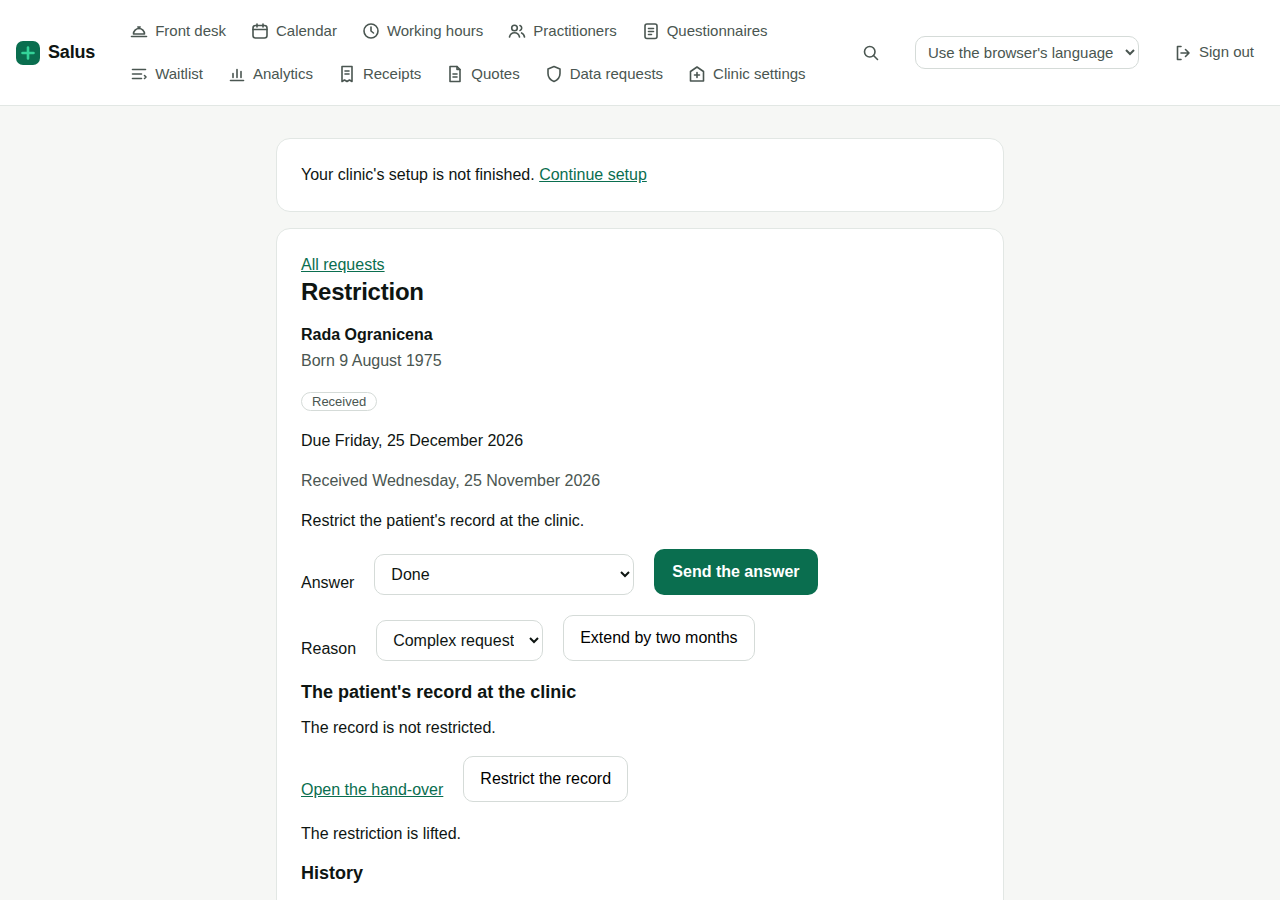 Salus
Front desk
Calendar
Working hours
Practitioners
Questionnaires
Waitlist
Analytics
Receipts
Quotes
Data requests
Clinic settings
Use the browser's language
Sign out
Your clinic's setup is not finished. Continue setup
All requests
Restriction
Rada Ogranicena
Born 9 August 1975
Received
Due Friday, 25 December 2026
Received Wednesday, 25 November 2026
Restrict the patient's record at the clinic.
Answer Done Send the answer
Reason Complex request Extend by two months
The patient's record at the clinic
The record is not restricted.
Open the hand-over Restrict the record
The restriction is lifted.
History